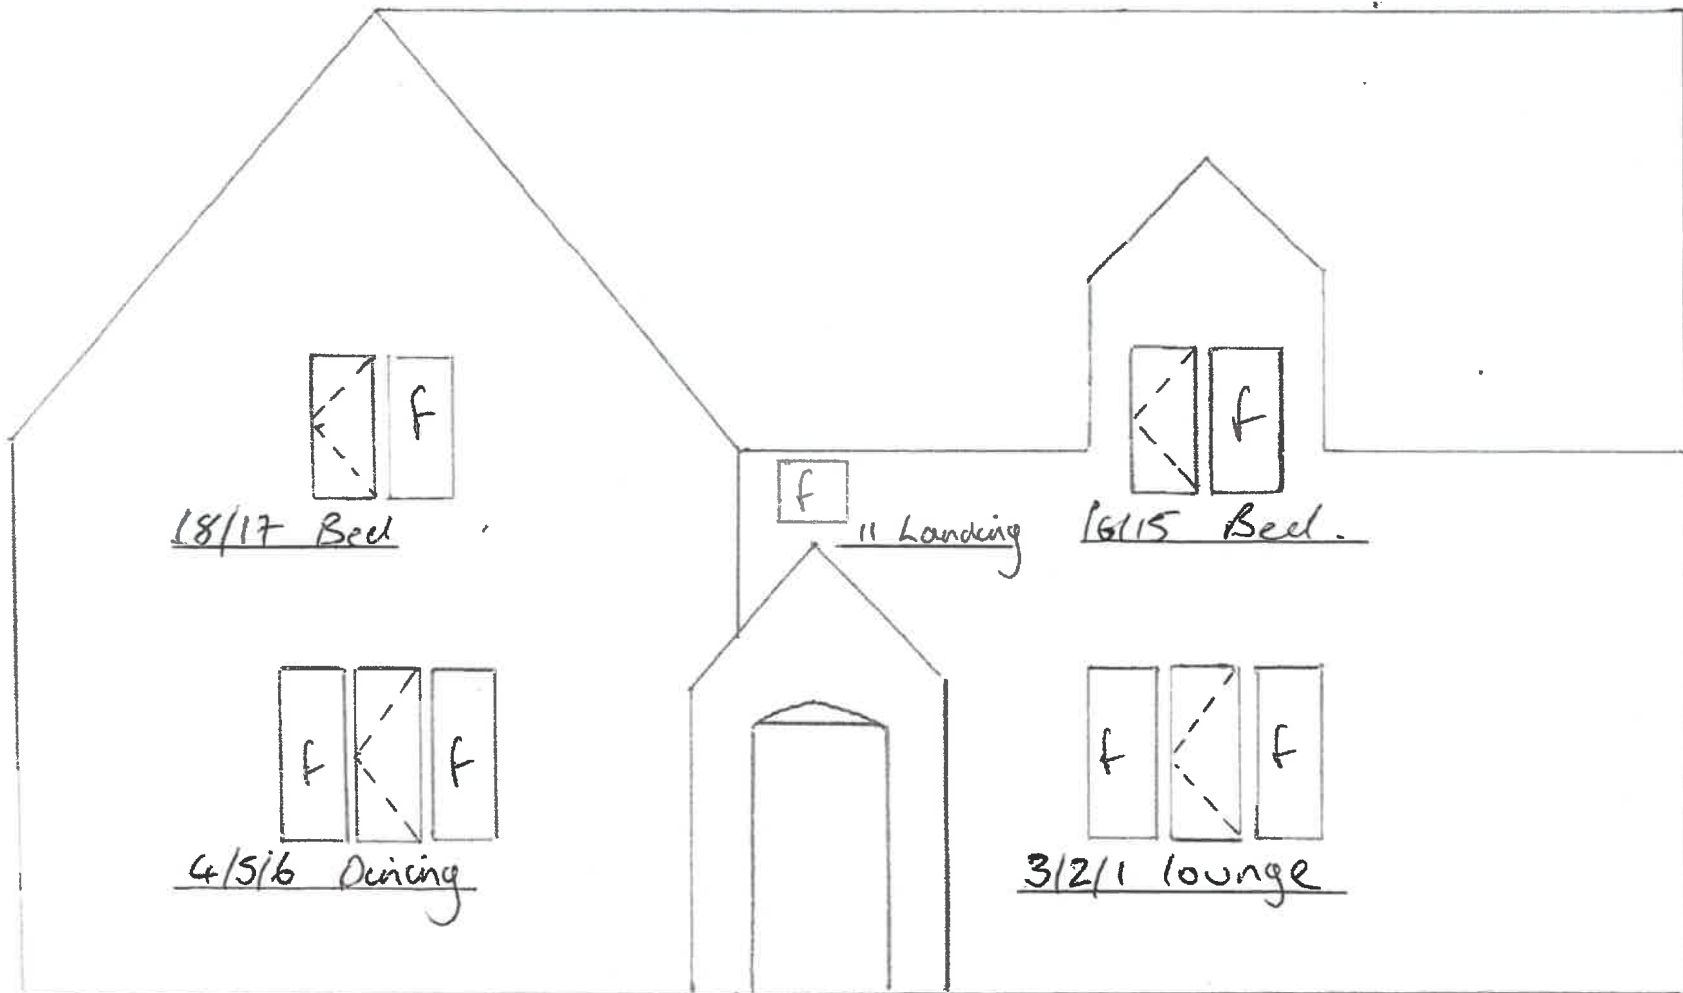 F
F
F
18/17 Bed
11 Landing
16/15 Bed.
F
F
F
F
4/5/6 Dining
3/2/1 lounge